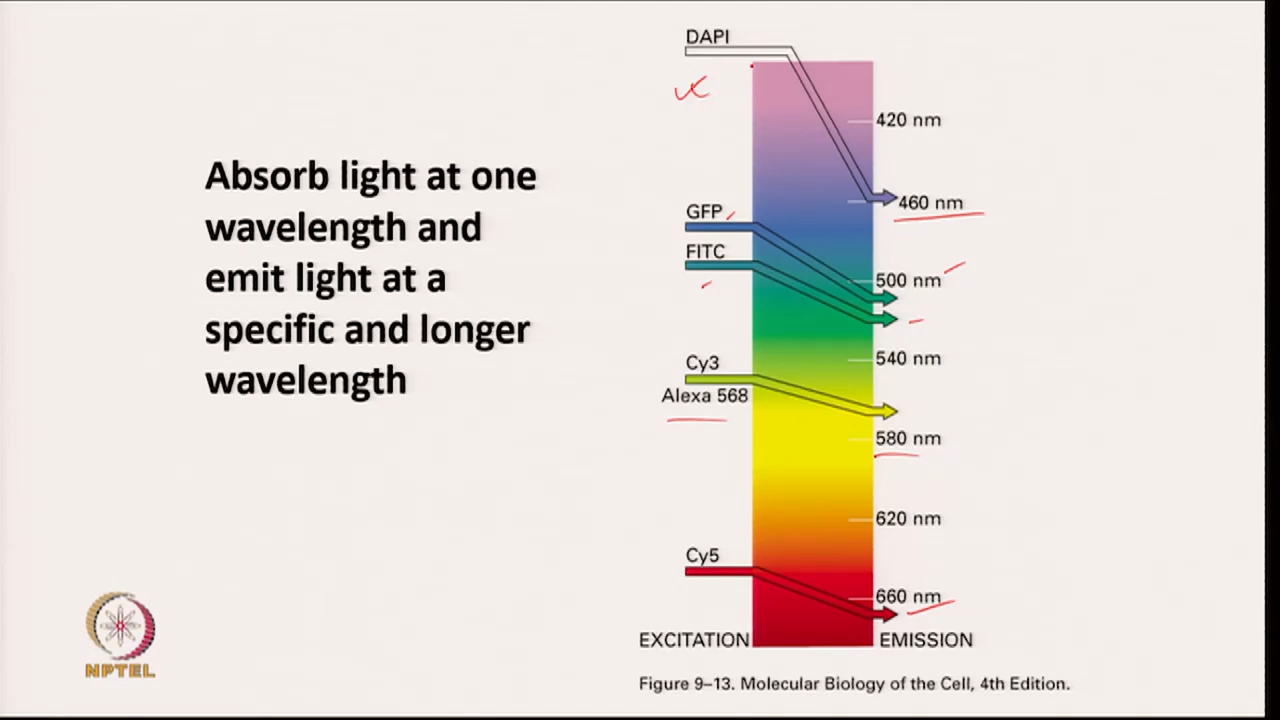 Absorb light at one
wavelength and
emit light at a
specific and longer
wavelength
DAPI
420 nm
460 nm
GFP
FITC
500 nm
540 nm
Cy3
Alexa 568
580 nm
620 nm
Cy5
660 nm
EXCITATION
EMISSION
Figure 9–13. Molecular Biology of the Cell, 4th Edition.
NPTEL